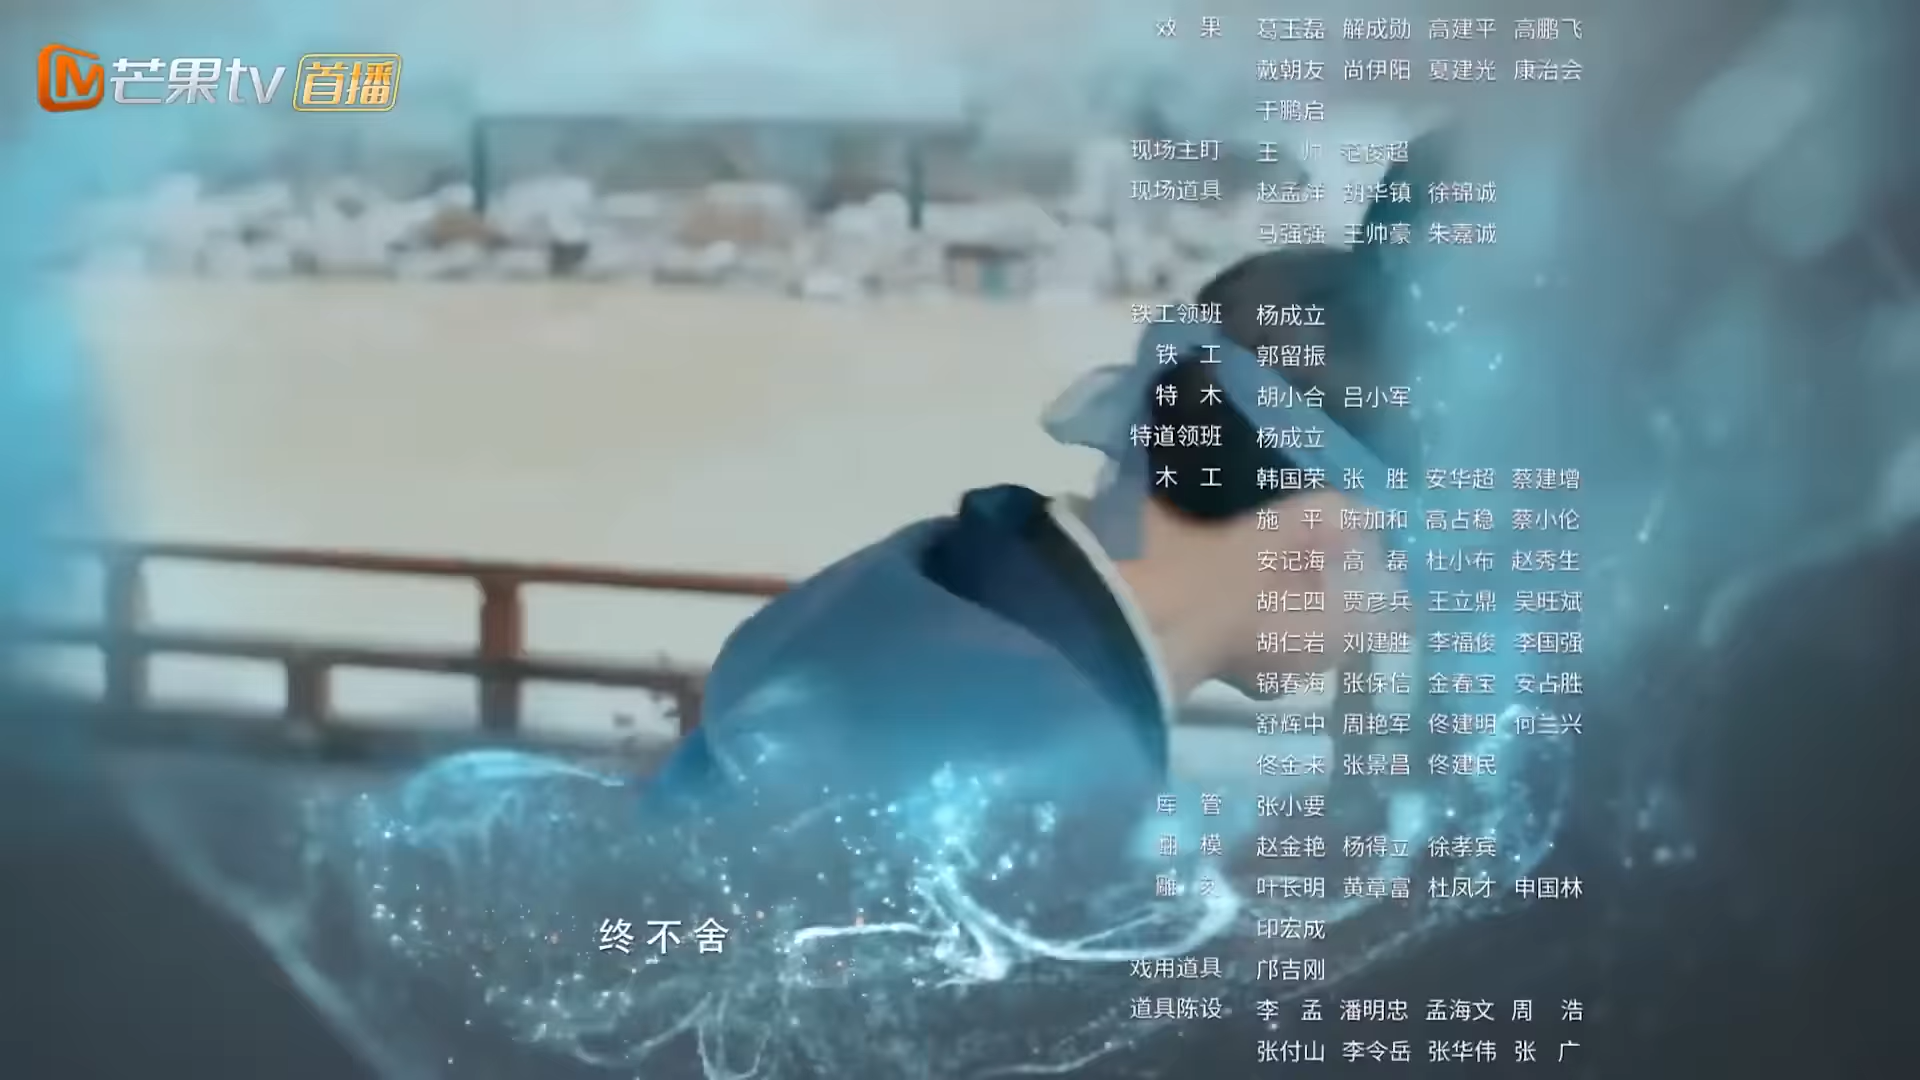 芒果tv 首播
效 果 葛玉磊 解成勋 高建平 高鹏飞
戴朝友 尚伊阳 夏建光 康治会
于鹏启
现场主盯 王 帅 毛俊超
现场道具 赵孟洋 胡华镇 徐锦诚
马强强 王帅豪 朱嘉诚
铁工领班 杨成立
铁 工 郭留振
特 木 胡小合 吕小军
特道领班 杨成立
木 工 韩国荣 张 胜 安华超 蔡建增
施 平 陈加和 高占稳 蔡小伦
安记海 高 磊 杜小布 赵秀生
胡仁四 贾彦兵 王立鼎 吴旺斌
胡仁岩 刘建胜 李福俊 李国强
锅春海 张保信 金春宝 安占胜
舒辉中 周艳军 佟建明 何兰兴
佟金来 张景昌 佟建民
库 管 张小要
翻 模 赵金艳 杨得立 徐孝宾
雕 刻 叶长明 黄草富 杜凤才 申国林
印宏成
戏用道具 邝吉刚
道具陈设 李 孟 潘明忠 孟海文 周 浩
张付山 李令岳 张华伟 张 广
终不舍